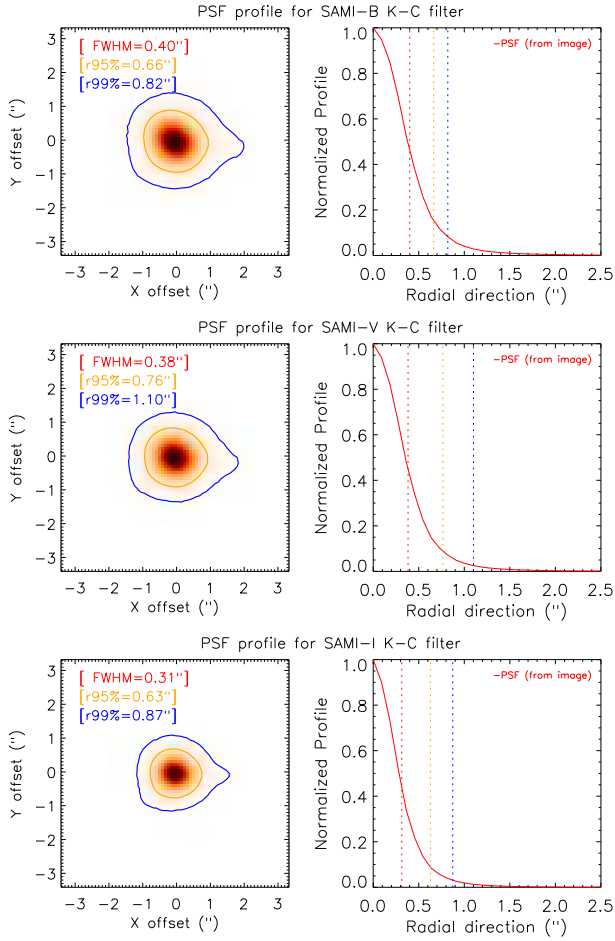 PSF profile for SAMI-B K-C filter
[ FWHM=0.40"]
[r95%=0.66"]
[r99%=0.82"]
Y offset (")
3
2
1
0
−1
−2
−3
−3 −2 −1 0 1 2 3
X offset (")
−PSF (from image)
Normalized Profile
1.0
0.8
0.6
0.4
0.2
0.0
0.0 0.5 1.0 1.5 2.0 2.5
Radial direction (")
PSF profile for SAMI-V K-C filter
[ FWHM=0.38"]
[r95%=0.76"]
[r99%=1.10"]
Y offset (")
3
2
1
0
−1
−2
−3
−3 −2 −1 0 1 2 3
X offset (")
−PSF (from image)
Normalized Profile
1.0
0.8
0.6
0.4
0.2
0.0
0.0 0.5 1.0 1.5 2.0 2.5
Radial direction (")
PSF profile for SAMI-I K-C filter
[ FWHM=0.31"]
[r95%=0.63"]
[r99%=0.87"]
Y offset (")
3
2
1
0
−1
−2
−3
−3 −2 −1 0 1 2 3
X offset (")
−PSF (from image)
Normalized Profile
1.0
0.8
0.6
0.4
0.2
0.0
0.0 0.5 1.0 1.5 2.0 2.5
Radial direction (")